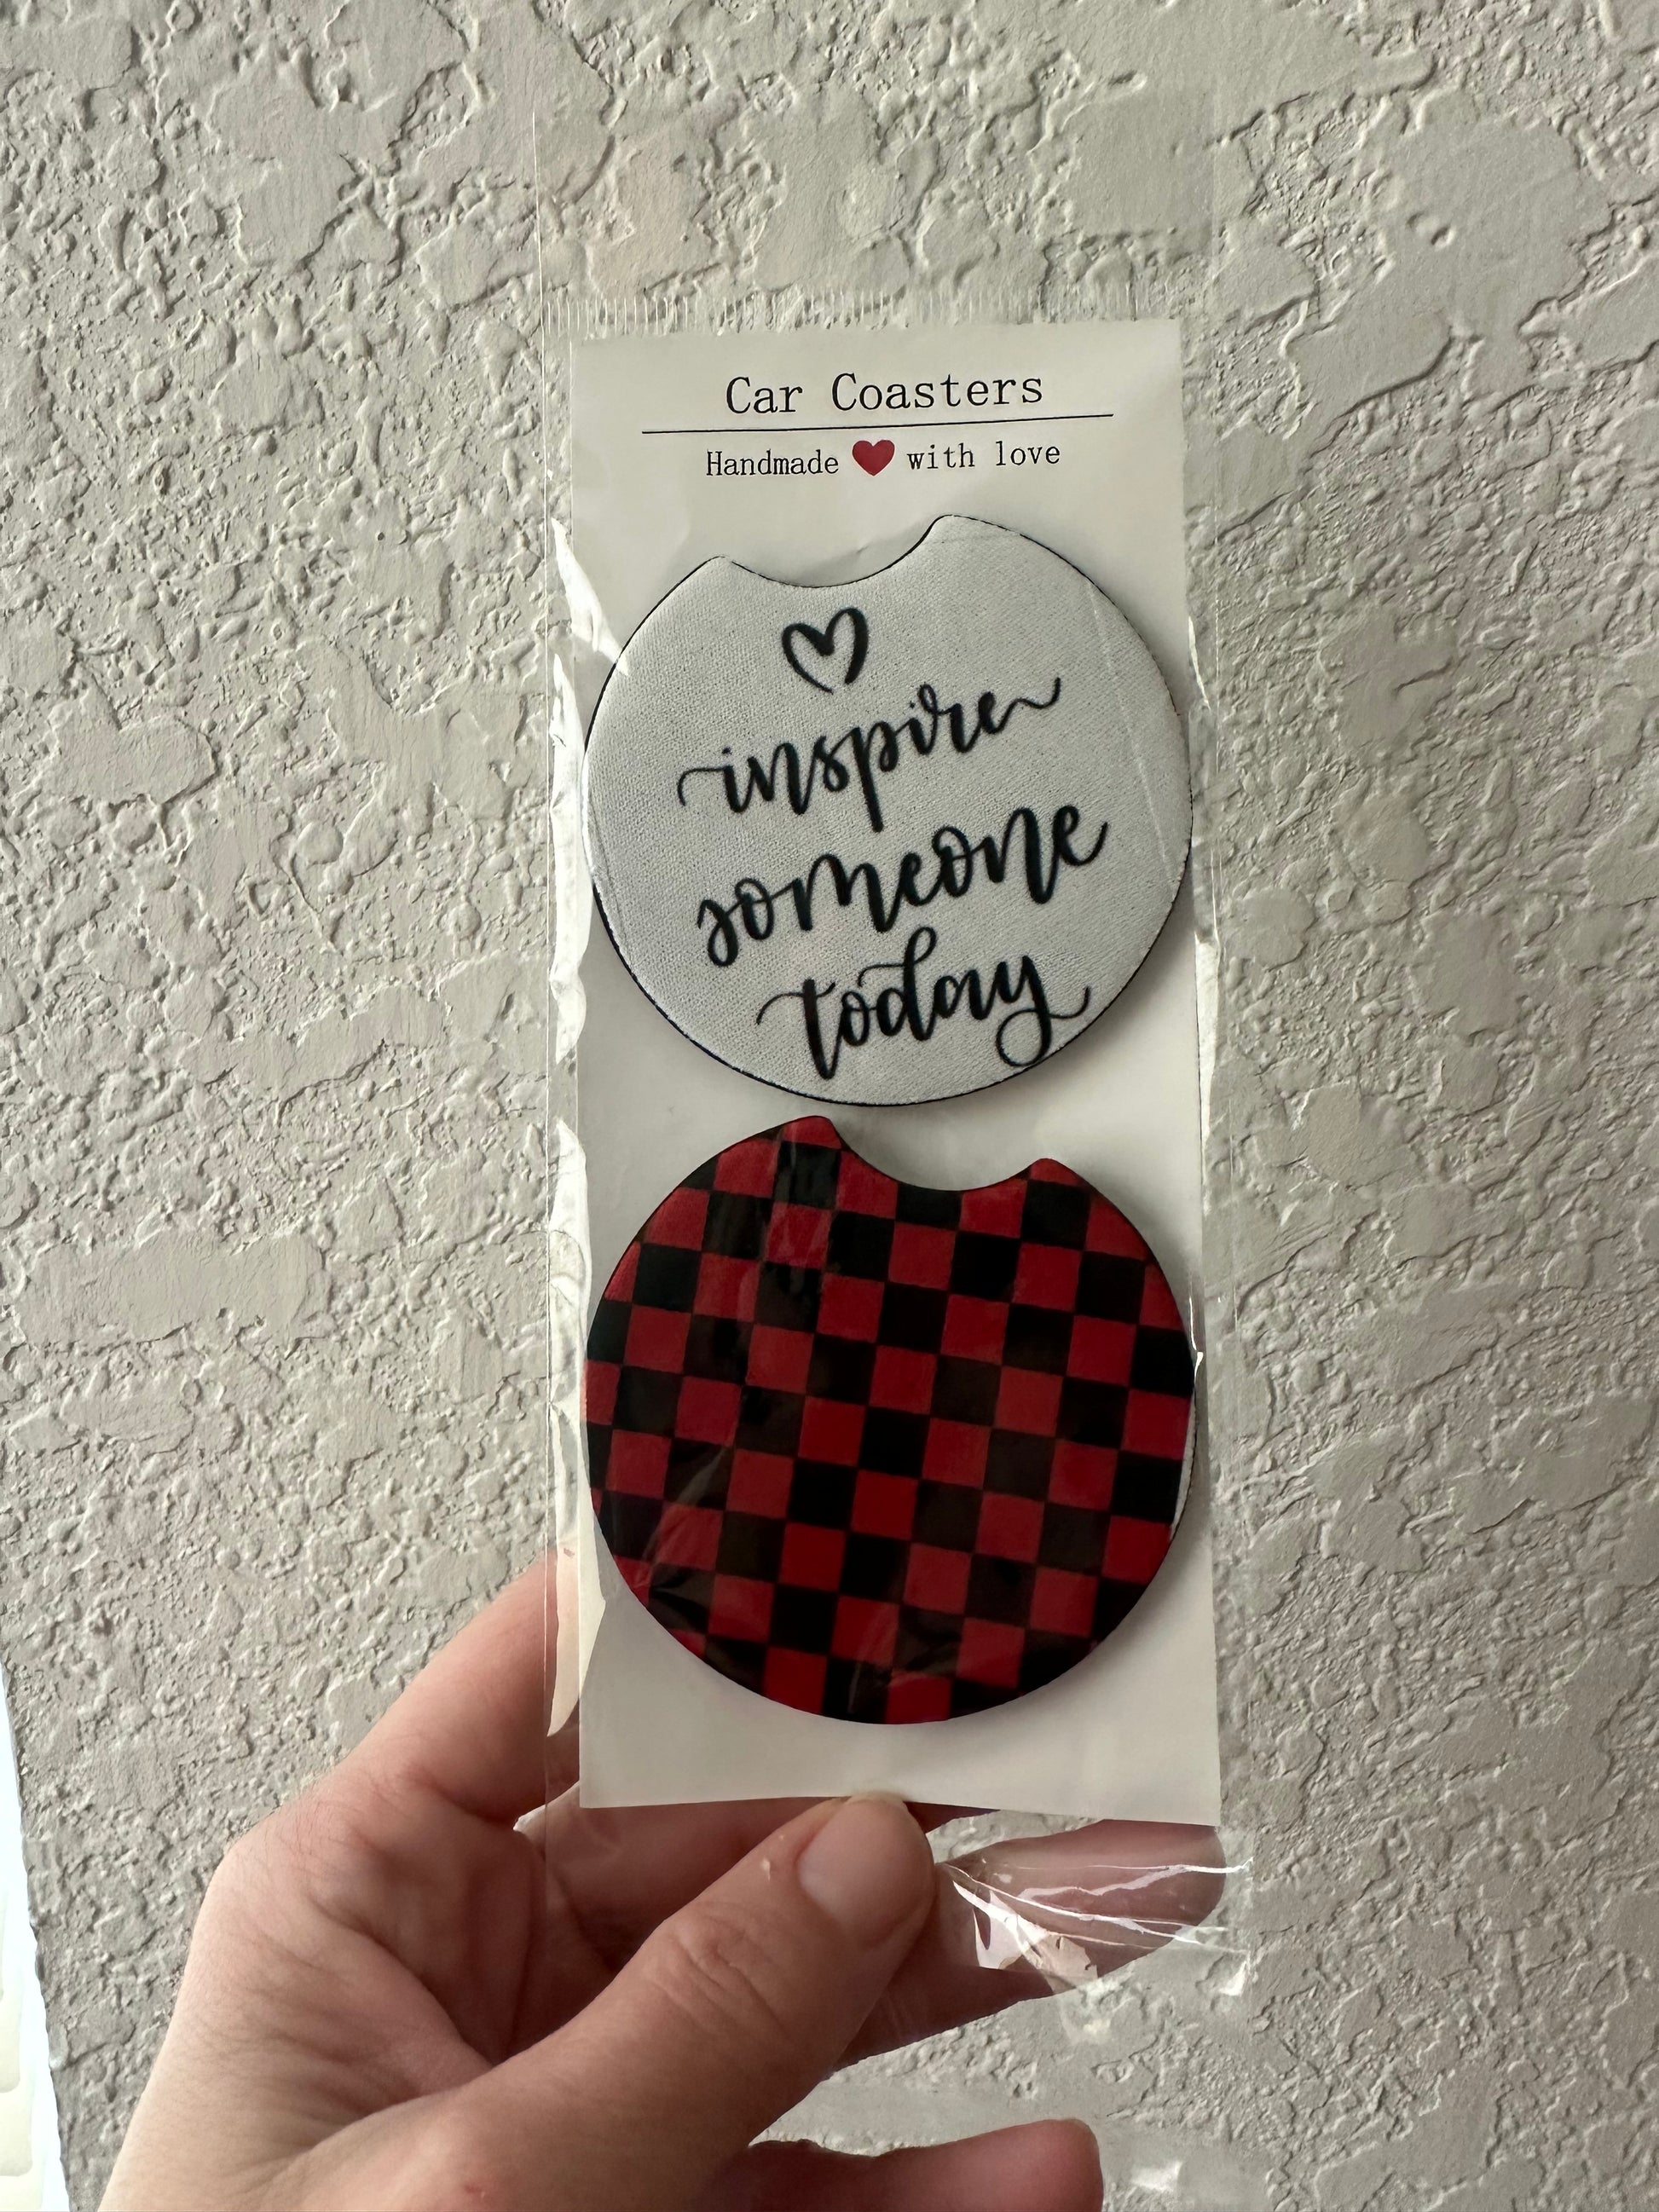 Car Coasters
Handmade ❤ with love
inspire
someone
today